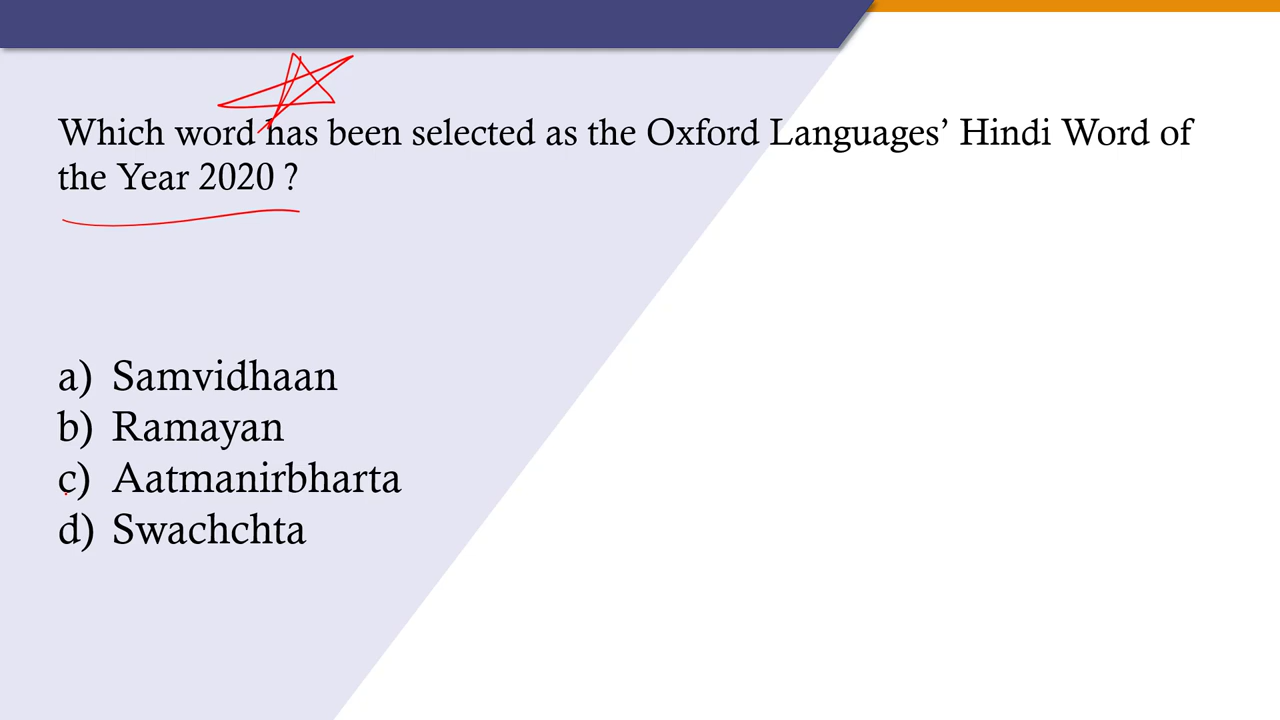 Which word has been selected as the Oxford Languages’ Hindi Word of
the Year 2020 ?
a) Samvidhaan
b) Ramayan
c) Aatmanirbharta
d) Swachchta